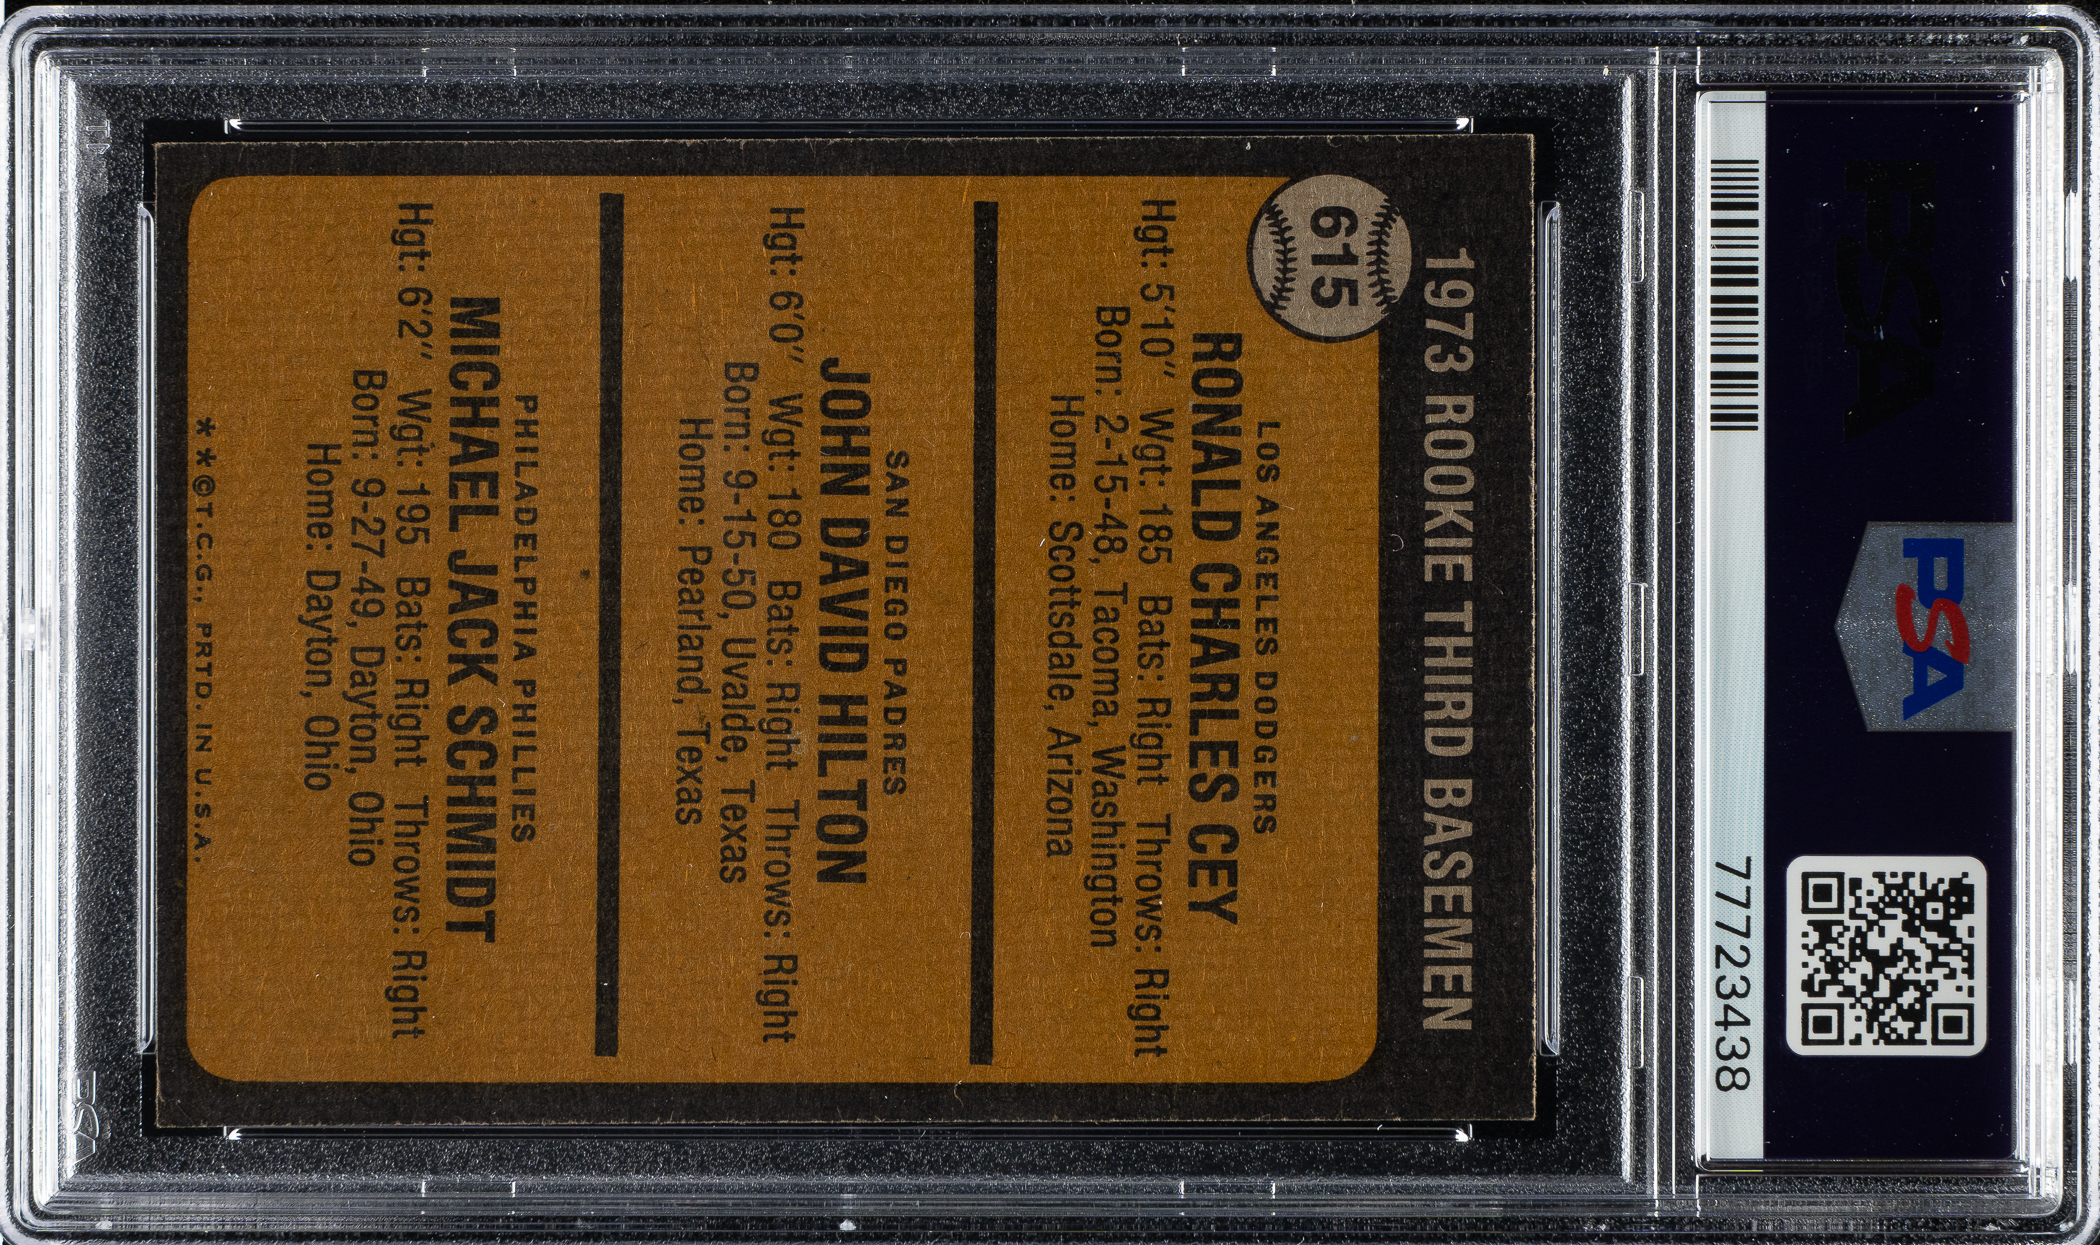 PSA
PSA
77723438
1973 ROOKIE THIRD BASEMEN
615
LOS ANGELES DODGERS
RONALD CHARLES CEY
Hgt: 5'10" Wgt: 185 Bats: Right Throws: Right
Born: 2-15-48, Tacoma, Washington
Home: Scottsdale, Arizona
SAN DIEGO PADRES
JOHN DAVID HILTON
Hgt: 6'0" Wgt: 180 Bats: Right Throws: Right
Born: 9-15-50, Uvalde, Texas
Home: Pearland, Texas
PHILADELPHIA PHILLIES
MICHAEL JACK SCHMIDT
Hgt: 6'2" Wgt: 195 Bats: Right Throws: Right
Born: 9-27-49, Dayton, Ohio
Home: Dayton, Ohio
**©T.C.G., PRTD. IN U.S.A.
PSA